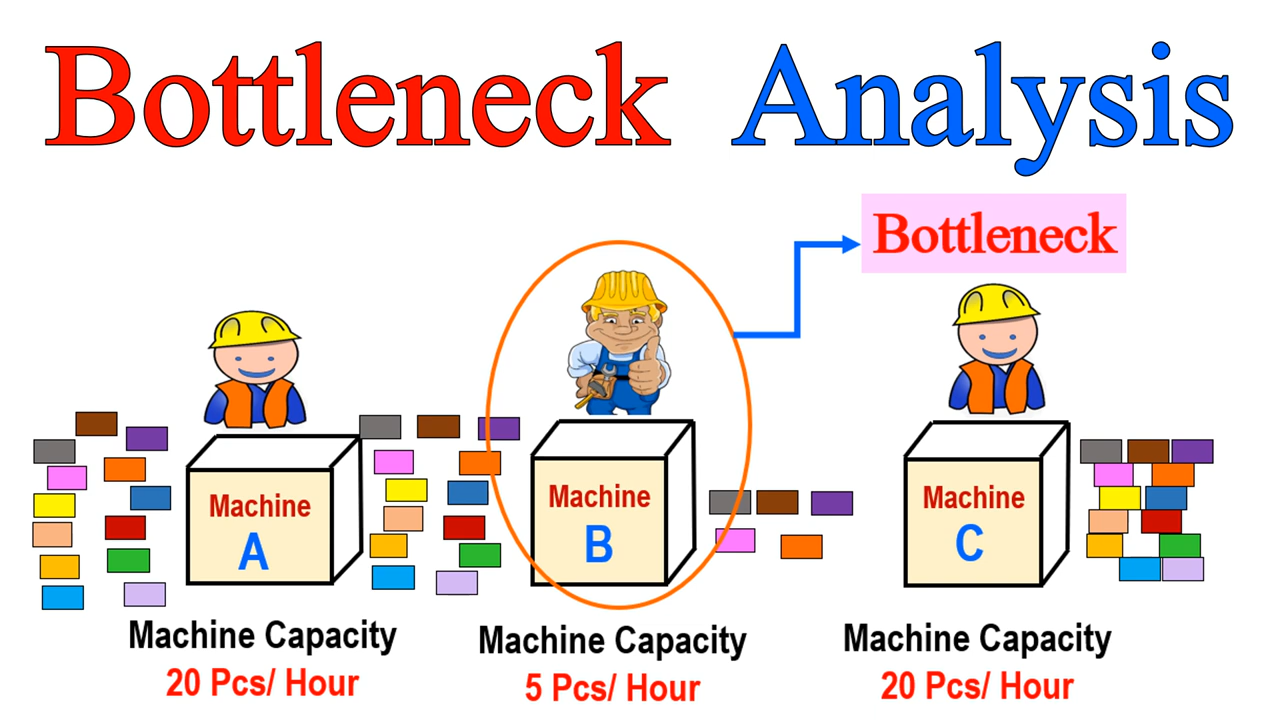 Bottleneck Analysis
Bottleneck
Machine
A
Machine
B
Machine
C
Machine Capacity
20 Pcs/ Hour
Machine Capacity
5 Pcs/ Hour
Machine Capacity
20 Pcs/ Hour